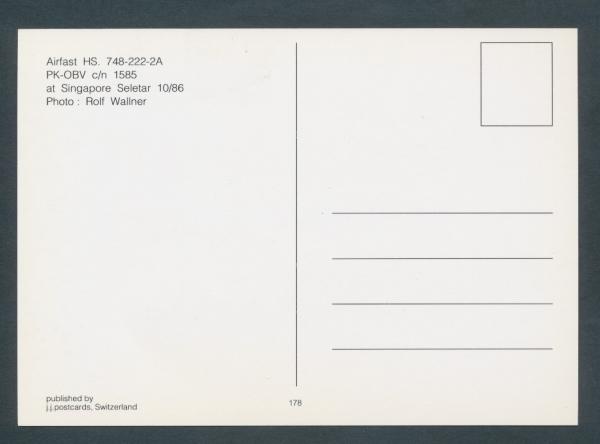 Airfast HS. 748-222-2A
PK-OBV c/n 1585
at Singapore Seletar 10/86
Photo : Rolf Wallner
published by
j.j.postcards, Switzerland
178